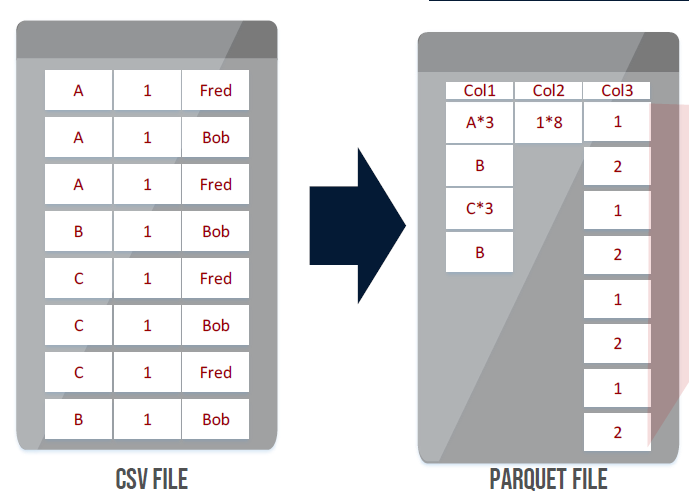 A 1 Fred
A 1 Bob
A 1 Fred
B 1 Bob
C 1 Fred
C 1 Bob
C 1 Fred
B 1 Bob
CSV FILE
Col1 Col2 Col3
A*3 1*8 1
B 2
C*3 1
B 2
1
2
1
2
PARQUET FILE